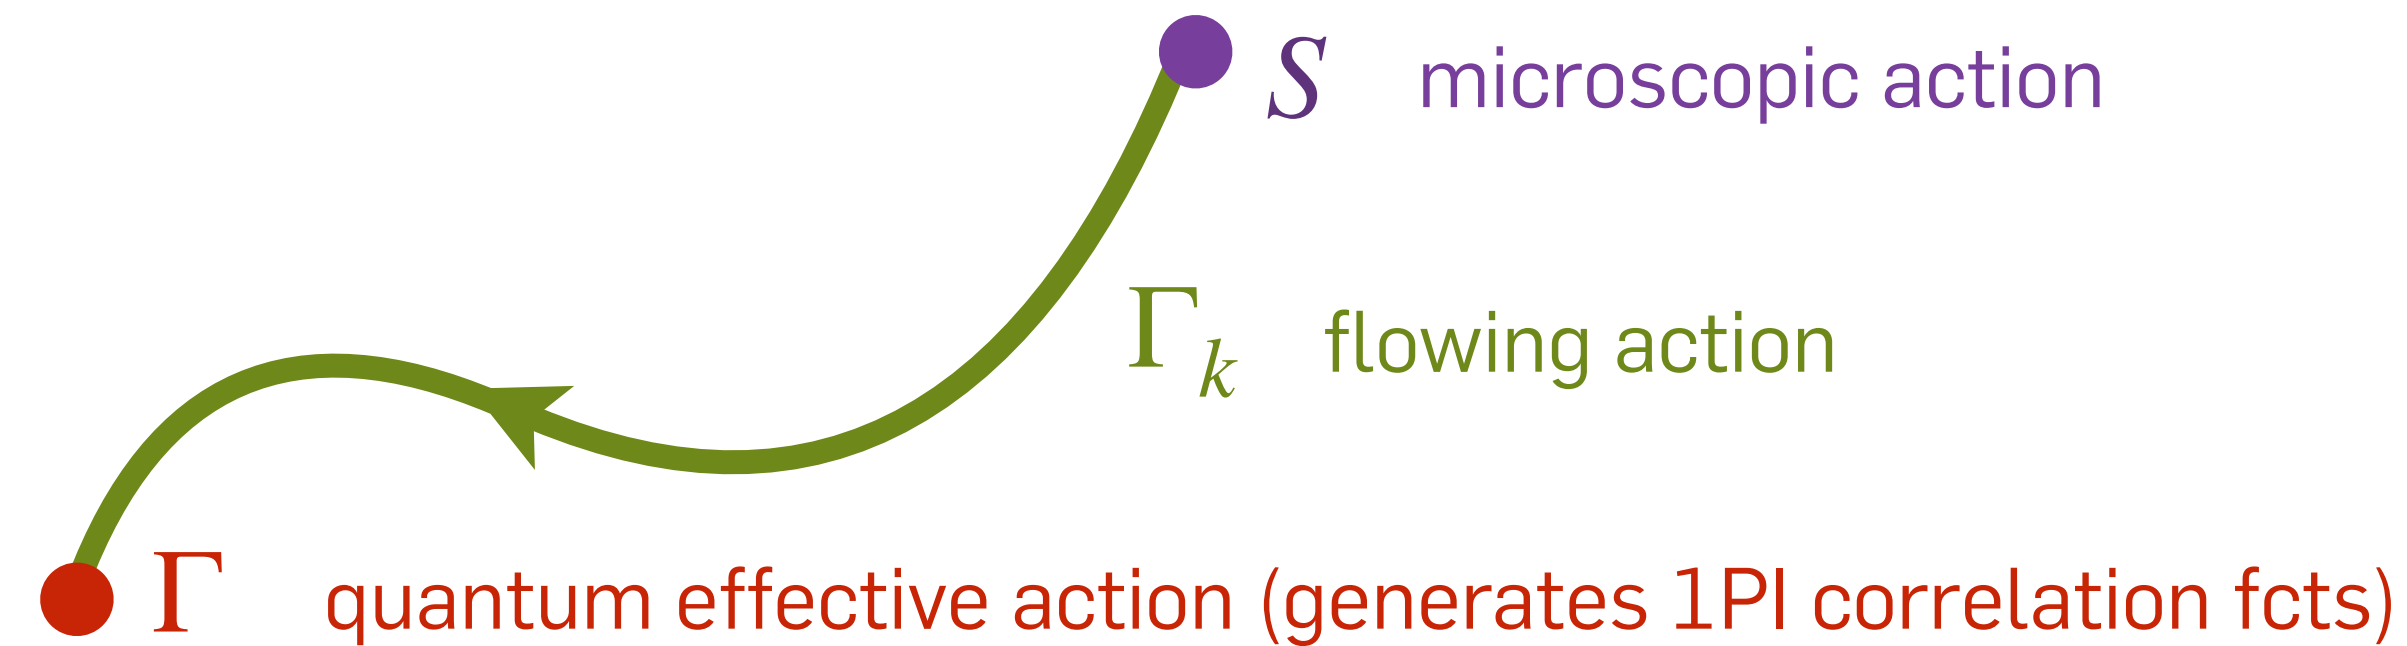 S microscopic action
Γk flowing action
Γ quantum effective action (generates 1PI correlation fcts)